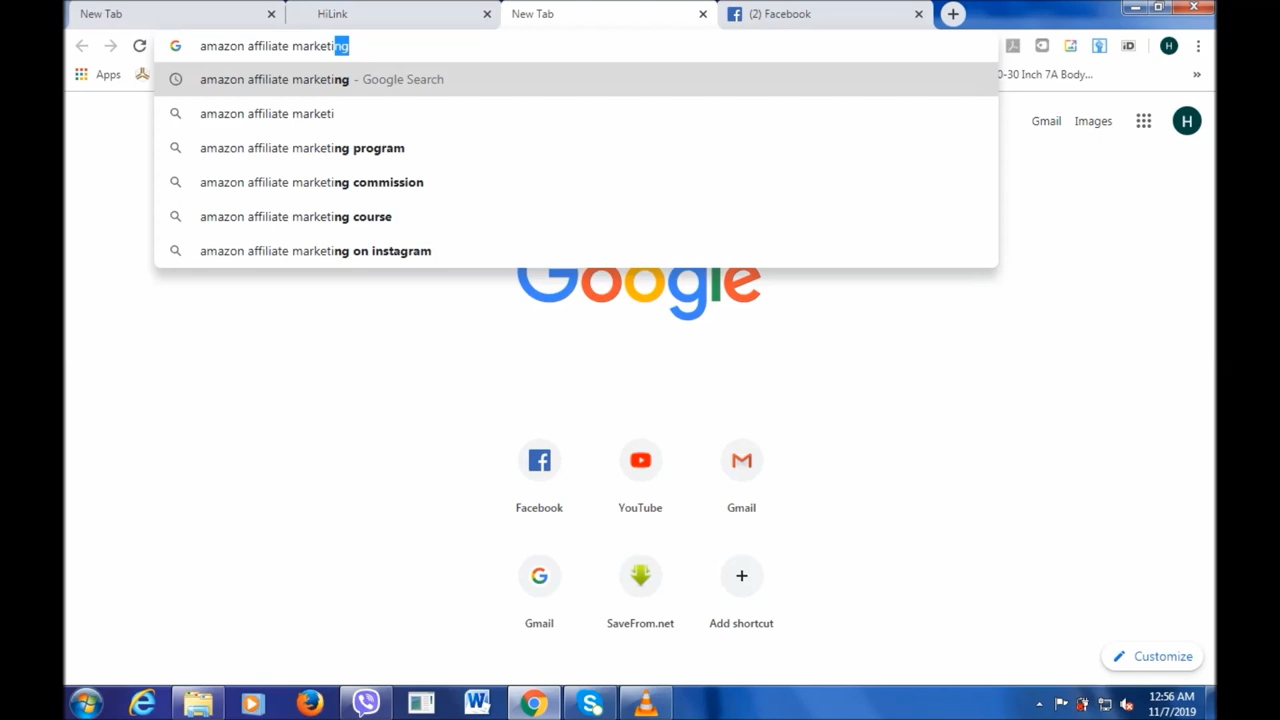 New Tab
HiLink
New Tab
(2) Facebook
amazon affiliate marketing
Apps
0-30 Inch 7A Body...
amazon affiliate marketing - Google Search
amazon affiliate marketi
amazon affiliate marketing program
amazon affiliate marketing commission
amazon affiliate marketing course
amazon affiliate marketing on instagram
Gmail
Images
H
Google
Facebook
YouTube
Gmail
Gmail
SaveFrom.net
Add shortcut
Customize
12:56 AM
11/7/2019